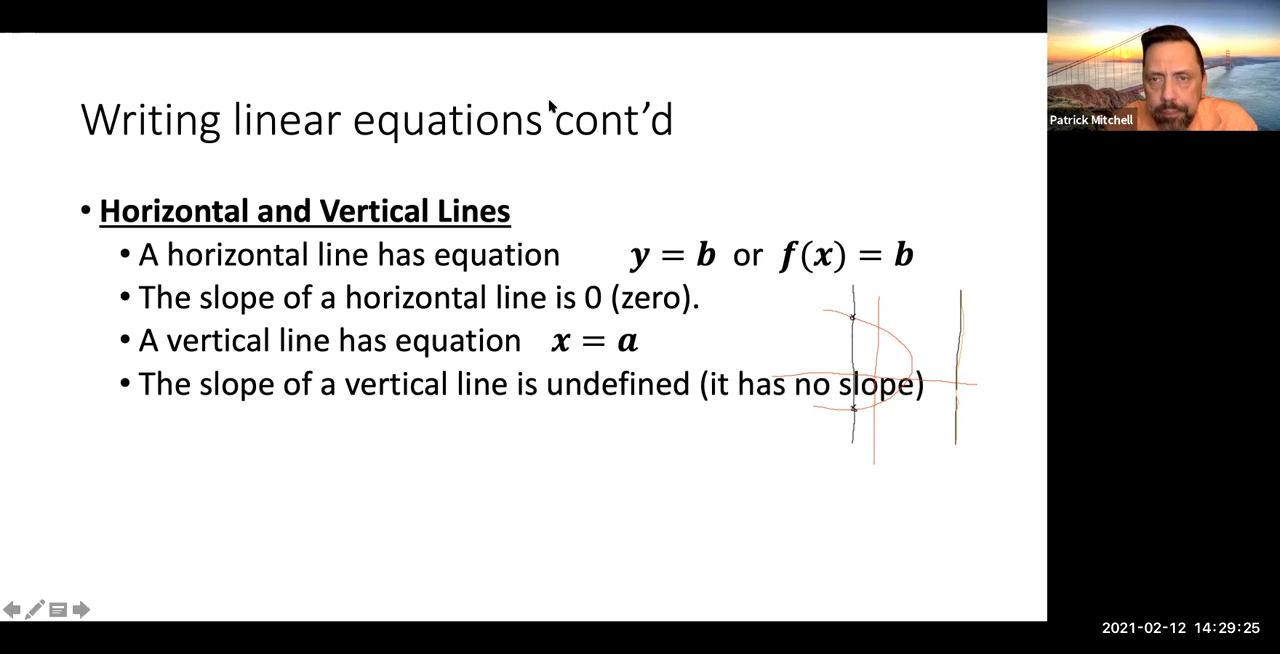 Writing linear equations cont’d
• Horizontal and Vertical Lines
• A horizontal line has equation y = b or f(x) = b
• The slope of a horizontal line is 0 (zero).
• A vertical line has equation x = a
• The slope of a vertical line is undefined (it has no slope)
Patrick Mitchell
2021-02-12 14:29:25